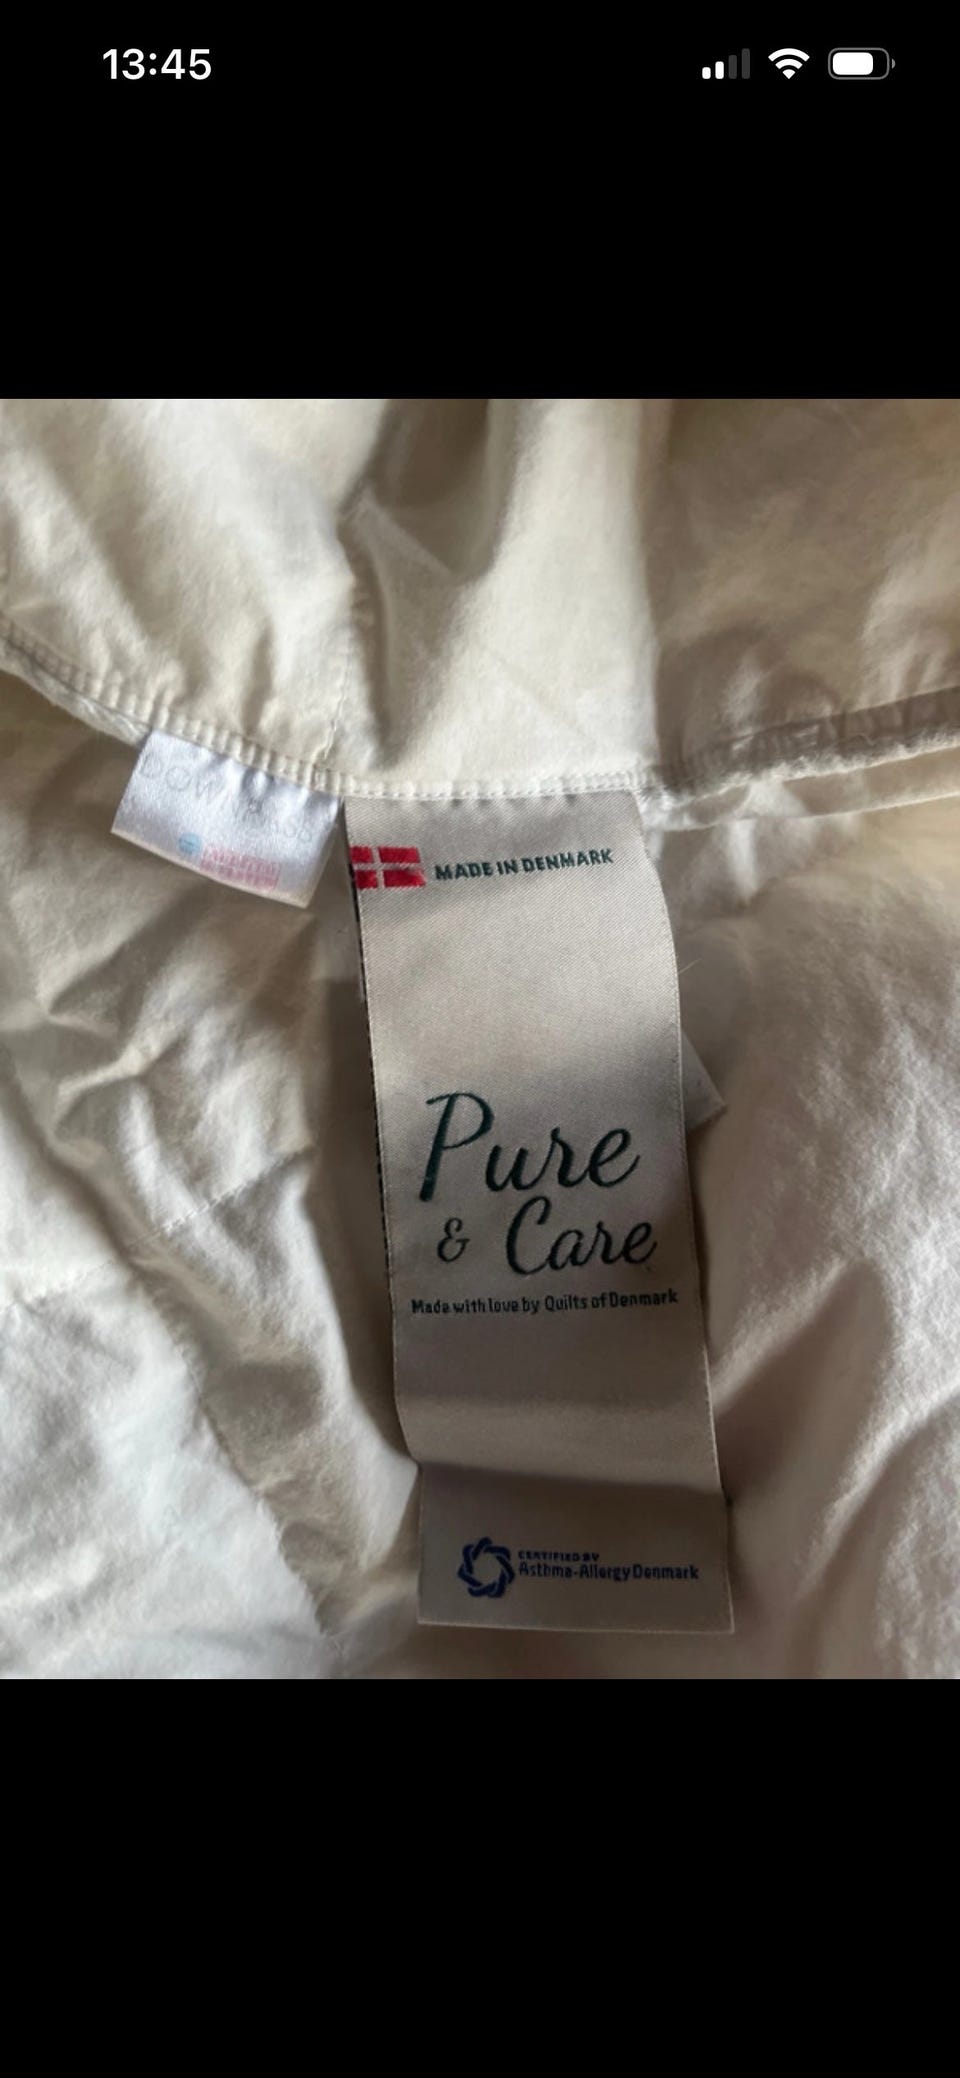 13:45
MADE IN DENMARK
Pure
& Care
Made with love by Quilts of Denmark
CERTIFIED BY
Asthma-Allergy Denmark